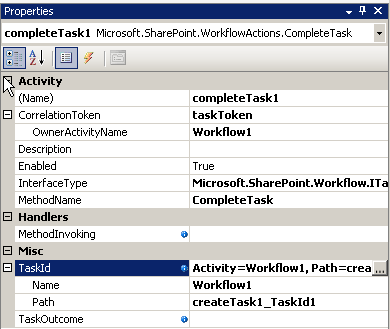 Properties
completeTask1 Microsoft.SharePoint.WorkflowActions.CompleteTask
Activity
(Name) completeTask1
CorrelationToken taskToken
OwnerActivityName Workflow1
Description
Enabled True
InterfaceType Microsoft.SharePoint.Workflow.ITa
MethodName CompleteTask
Handlers
MethodInvoking
Misc
TaskId Activity=Workflow1, Path=crea ...
Name Workflow1
Path createTask1_TaskId1
TaskOutcome